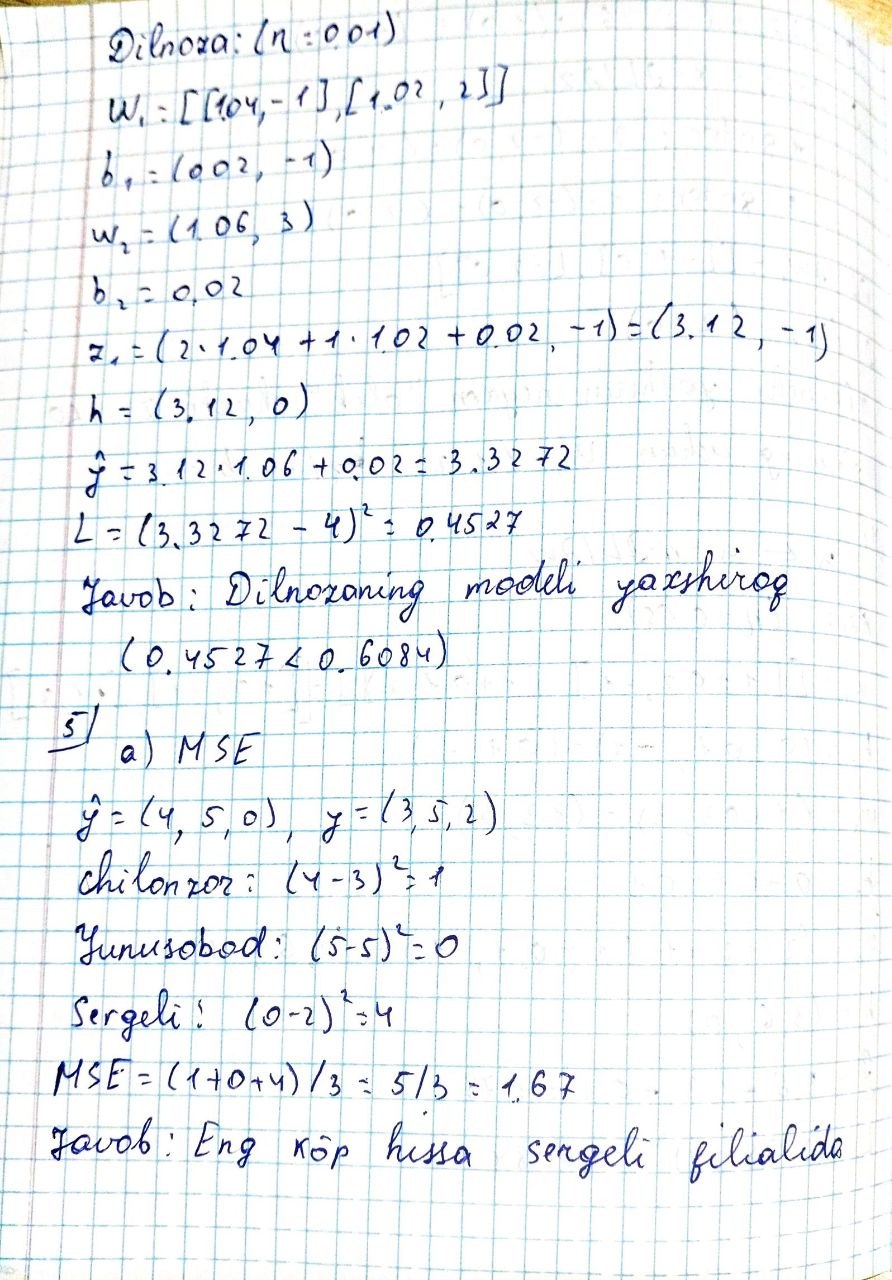 Dilnoza: (n = 0.01)
W₁ = [[1.04, -1], [1.02, 2]]
b₁ = (0.02, -1)
w₂ = (1.06, 3)
b₂ = 0.02
z₁ = (2·1.04 + 1·1.02 + 0.02, -1) = (3.12, -1)
h = (3.12, 0)
ŷ = 3.12·1.06 + 0.02 = 3.3272
L = (3.3272 - 4)² = 0.4527
Javob: Dilnozaning modeli yaxshiroq
(0.4527 < 0.6084)
5/ a) MSE
ŷ = (4, 5, 0), y = (3, 5, 2)
Chilonzor: (4-3)² = 1
Yunusobod: (5-5)² = 0
Sergeli: (0-2)² = 4
MSE = (1+0+4)/3 = 5/3 = 1.67
Javob: Eng köp hissa sergeli filialida